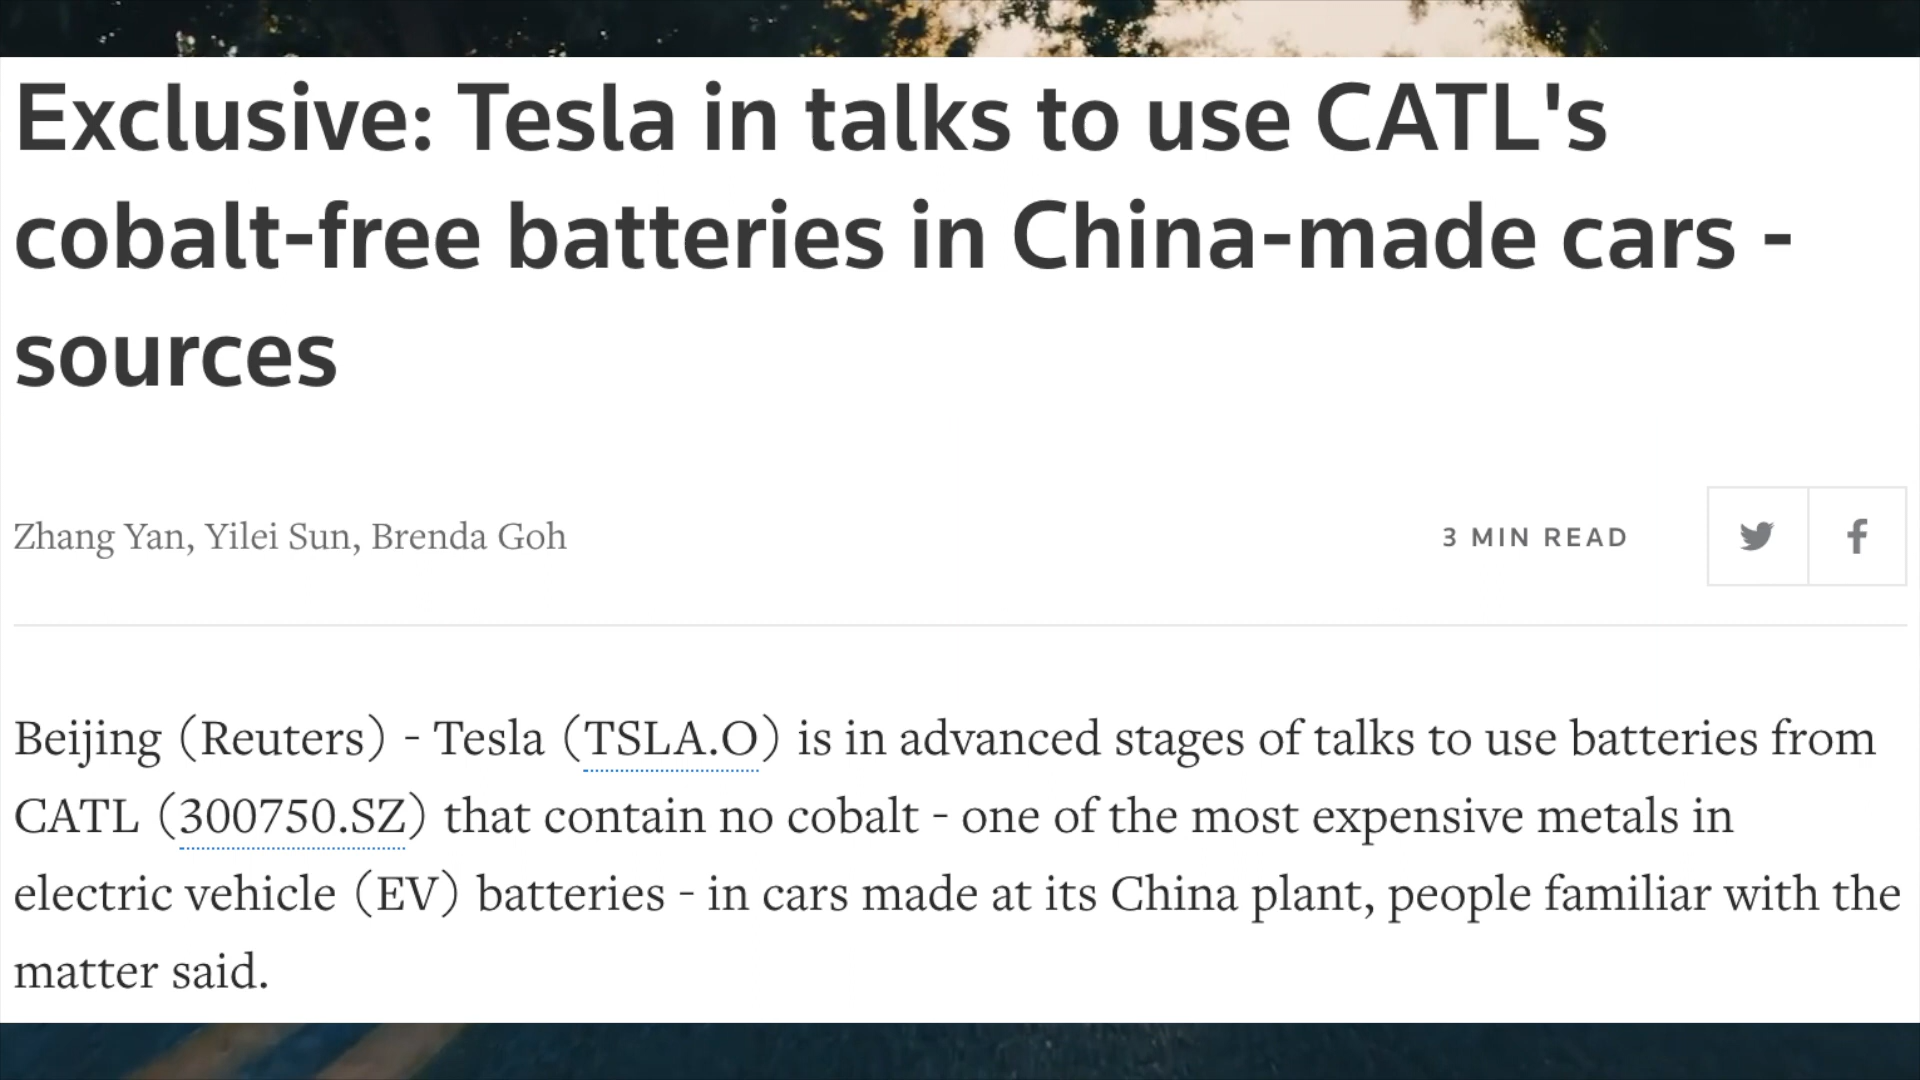 Exclusive: Tesla in talks to use CATL's
cobalt-free batteries in China-made cars -
sources
Zhang Yan, Yilei Sun, Brenda Goh
3 MIN READ
Beijing (Reuters) - Tesla (TSLA.O) is in advanced stages of talks to use batteries from
CATL (300750.SZ) that contain no cobalt - one of the most expensive metals in
electric vehicle (EV) batteries - in cars made at its China plant, people familiar with the
matter said.